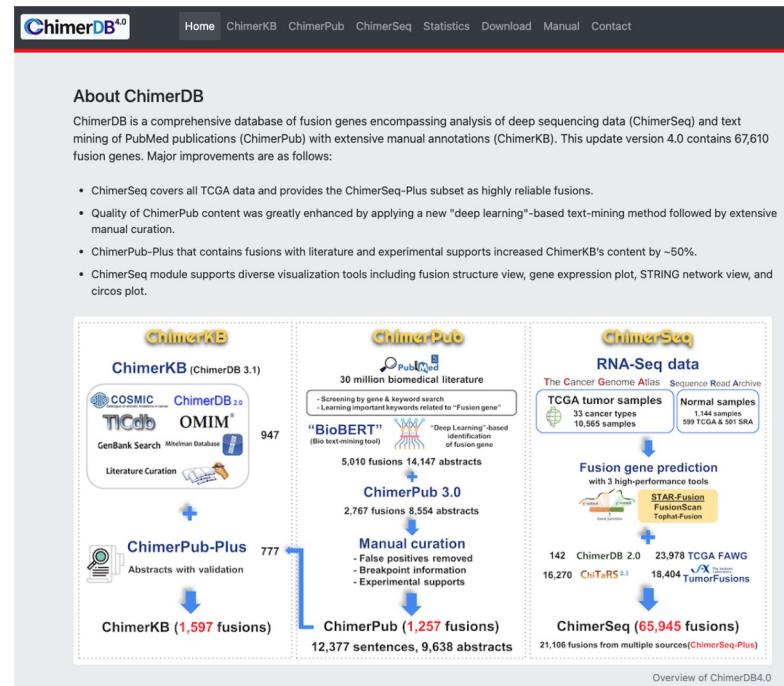 ChimerDB4.0
Home ChimerKB ChimerPub ChimerSeq Statistics Download Manual Contact
About ChimerDB
ChimerDB is a comprehensive database of fusion genes encompassing analysis of deep sequencing data (ChimerSeq) and text
mining of PubMed publications (ChimerPub) with extensive manual annotations (ChimerKB). This update version 4.0 contains 67,610
fusion genes. Major improvements are as follows:
• ChimerSeq covers all TCGA data and provides the ChimerSeq-Plus subset as highly reliable fusions.
• Quality of ChimerPub content was greatly enhanced by applying a new "deep learning"-based text-mining method followed by extensive
manual curation.
• ChimerPub-Plus that contains fusions with literature and experimental supports increased ChimerKB's content by ~50%.
• ChimerSeq module supports diverse visualization tools including fusion structure view, gene expression plot, STRING network view, and
circos plot.
ChimerKB
ChimerKB (ChimerDB 3.1)
COSMIC
ChimerDB 2.0
TICdb
OMIM®
GenBank Search
Mitelman Database
Literature Curation
947
+
ChimerPub-Plus
777
Abstracts with validation
ChimerKB (1,597 fusions)
ChimerPub
PubMed
30 million biomedical literature
- Screening by gene & keyword search
- Learning important keywords related to "Fusion gene"
"BioBERT"
(Bio text-mining tool)
"Deep Learning"-based
identification
of fusion gene
5,010 fusions 14,147 abstracts
+
ChimerPub 3.0
2,767 fusions 8,554 abstracts
Manual curation
- False positives removed
- Breakpoint information
- Experimental supports
ChimerPub (1,257 fusions)
12,377 sentences, 9,638 abstracts
ChimerSeq
RNA-Seq data
The Cancer Genome Atlas
Sequence Read Archive
TCGA tumor samples
33 cancer types
10,565 samples
Normal samples
1,144 samples
599 TCGA & 501 SRA
Fusion gene prediction
with 3 high-performance tools
Gene junction
STAR-Fusion
FusionScan
Tophat-Fusion
+
142 ChimerDB 2.0
23,978 TCGA FAWG
16,270 ChiTaRS 2.1
18,404 TumorFusions
ChimerSeq (65,945 fusions)
21,106 fusions from multiple sources(ChimerSeq-Plus)
Overview of ChimerDB4.0